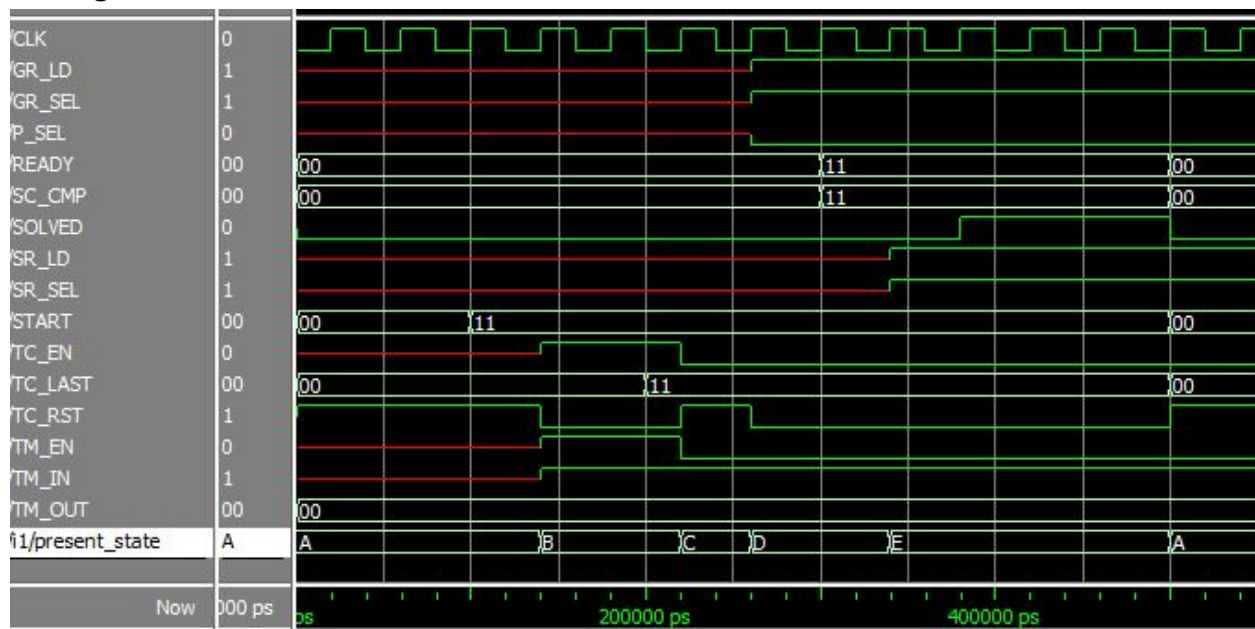 /CLK 0
/GR_LD 1
/GR_SEL 1
/P_SEL 0
/READY 00 00 11 00
/SC_CMP 00 00 11 00
/SOLVED 0
/SR_LD 1
/SR_SEL 1
/START 00 00 11 00
/TC_EN 0
/TC_LAST 00 00 11 00
/TC_RST 1
/TM_EN 0
/TM_IN 1
/TM_OUT 00 00
/i1/present_state A A B C D E A
Now 000 ps ps 200000 ps 400000 ps